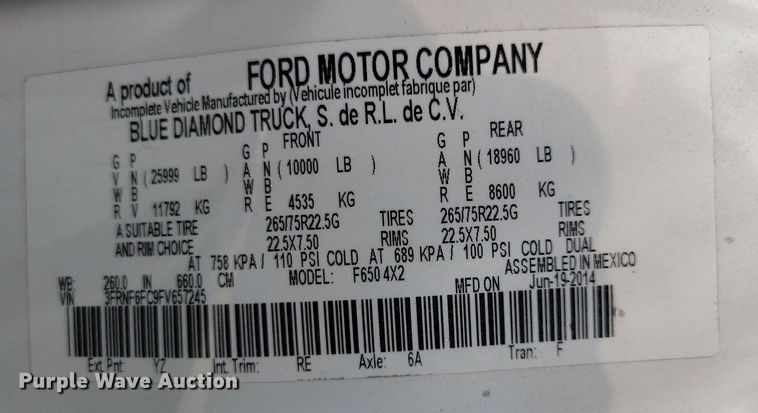 A product of FORD MOTOR COMPANY
Incomplete Vehicle Manufactured by (Vehicule incomplet fabrique par)
BLUE DIAMOND TRUCK, S. de R.L. de C.V.
FRONT REAR
G P G P G P
V N ( 25999 LB ) A N ( 10000 LB ) A N ( 18960 LB )
W B W B W B
R V 11792 KG R E 4535 KG R E 8600 KG
A SUITABLE TIRE 265/75R22.5G TIRES 265/75R22.5G TIRES
AND RIM CHOICE 22.5X7.50 RIMS 22.5X7.50 RIMS
AT 758 KPA / 110 PSI COLD AT 689 KPA / 100 PSI COLD DUAL
WB: 260.0 IN 660.0 CM MODEL: F650 4X2 ASSEMBLED IN MEXICO
VIN 3FRNF6FC9FV657245 MFD ON Jun-19-2014
Ext Pnt: YZ Int. Trim: RE Axle: 6A Tran: F
Purple Wave Auction